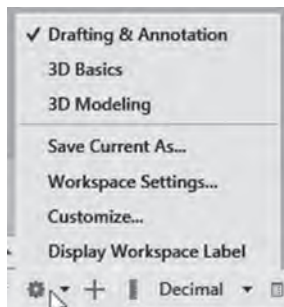 Drafting & Annotation
3D Basics
3D Modeling
Save Current As...
Workspace Settings...
Customize...
Display Workspace Label
Decimal